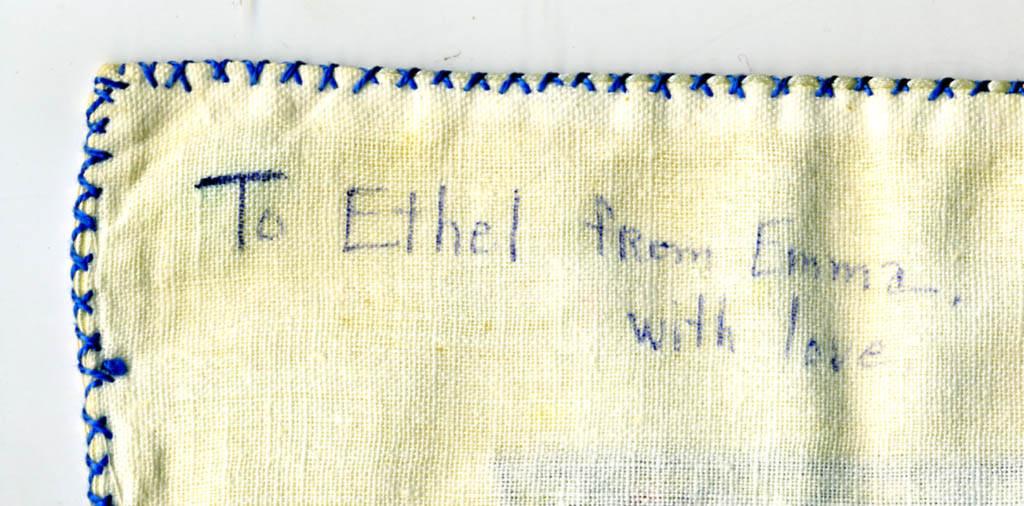 To Ethel from Emma,
with love